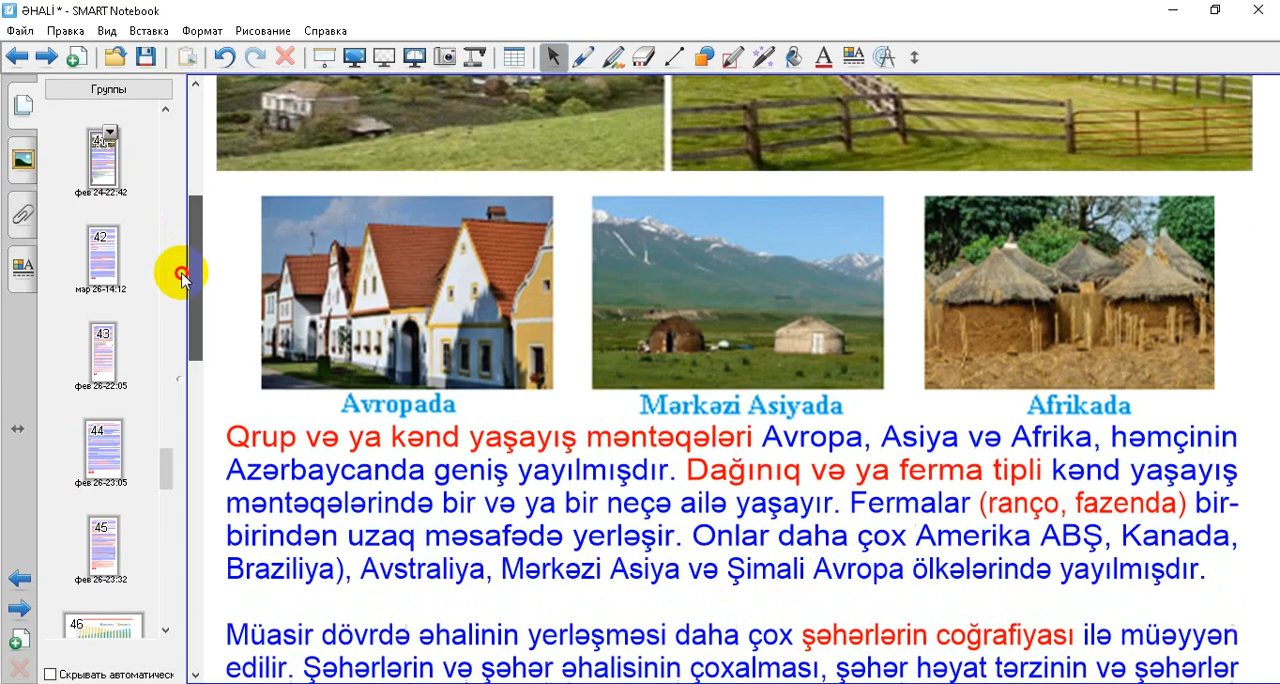 ƏHALİ * - SMART Notebook
Файл Правка Вид Вставка Формат Рисование Справка
Группы
41
фев 24-22:42
42
мар 26-14:12
43
фев 26-22:05
44
фев 26-23:05
45
фев 26-23:32
46
Скрывать автоматическ
Avropada Mərkəzi Asiyada Afrikada
Qrup və ya kənd yaşayış məntəqələri Avropa, Asiya və Afrika, həmçinin
Azərbaycanda geniş yayılmışdır. Dağınıq və ya ferma tipli kənd yaşayış
məntəqələrində bir və ya bir neçə ailə yaşayır. Fermalar (ranço, fazenda) bir-
birindən uzaq məsafədə yerləşir. Onlar daha çox Amerika ABŞ, Kanada,
Braziliya), Avstraliya, Mərkəzi Asiya və Şimali Avropa ölkələrində yayılmışdır.
Müasir dövrdə əhalinin yerləşməsi daha çox şəhərlərin coğrafiyası ilə müəyyən
edilir. Şəhərlərin və şəhər əhalisinin çoxalması, şəhər həyat tərzinin və şəhərlər